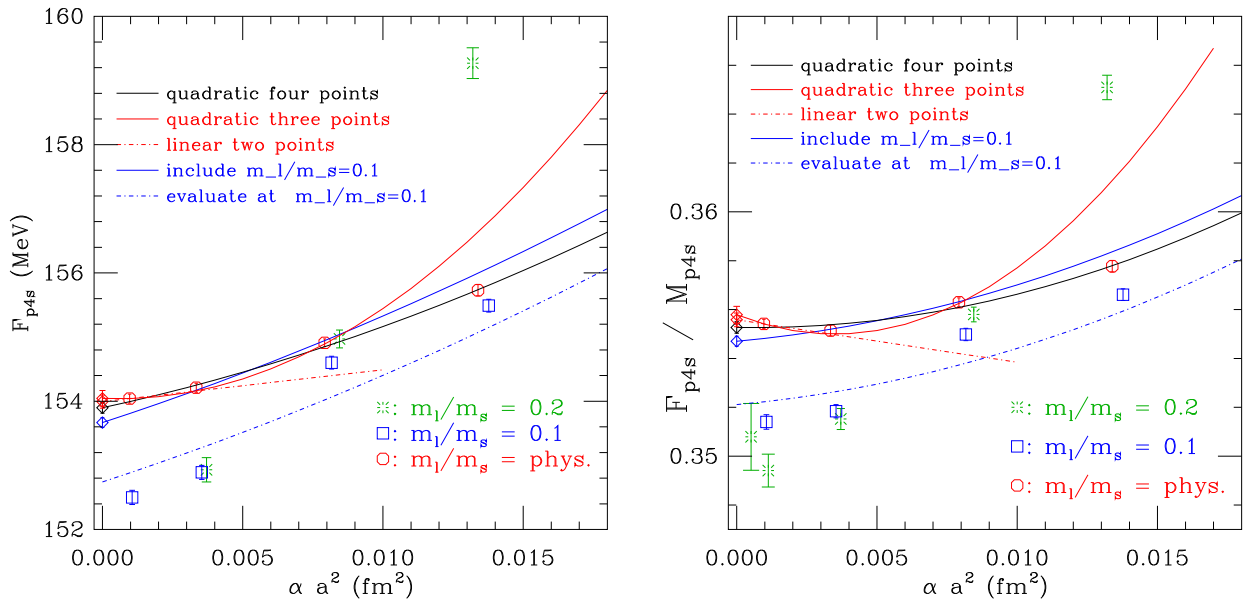 160
158
156
154
152
F_p4s (MeV)
quadratic four points
quadratic three points
linear two points
include m_l/m_s=0.1
evaluate at m_l/m_s=0.1
: m_l/m_s = 0.2
: m_l/m_s = 0.1
: m_l/m_s = phys.
0.000 0.005 0.010 0.015
α a² (fm²)
0.36
0.35
F_p4s / M_p4s
quadratic four points
quadratic three points
linear two points
include m_l/m_s=0.1
evaluate at m_l/m_s=0.1
: m_l/m_s = 0.2
: m_l/m_s = 0.1
: m_l/m_s = phys.
0.000 0.005 0.010 0.015
α a² (fm²)